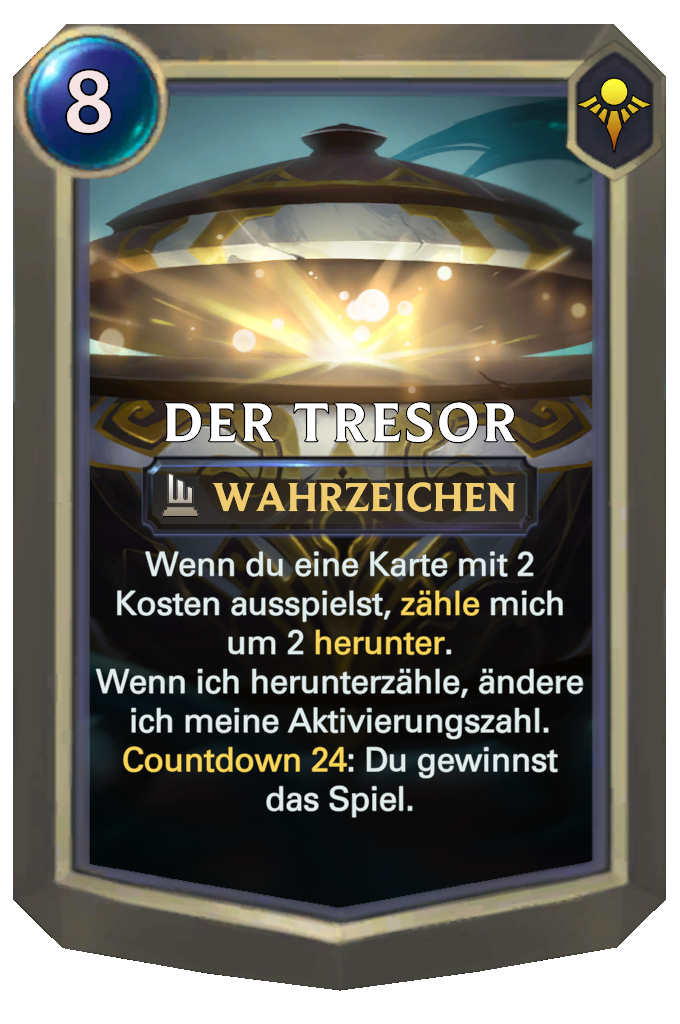 8
DER TRESOR
WAHRZEICHEN
Wenn du eine Karte mit 2
Kosten ausspielst, zähle mich
um 2 herunter.
Wenn ich herunterzähle, ändere
ich meine Aktivierungszahl.
Countdown 24: Du gewinnst
das Spiel.